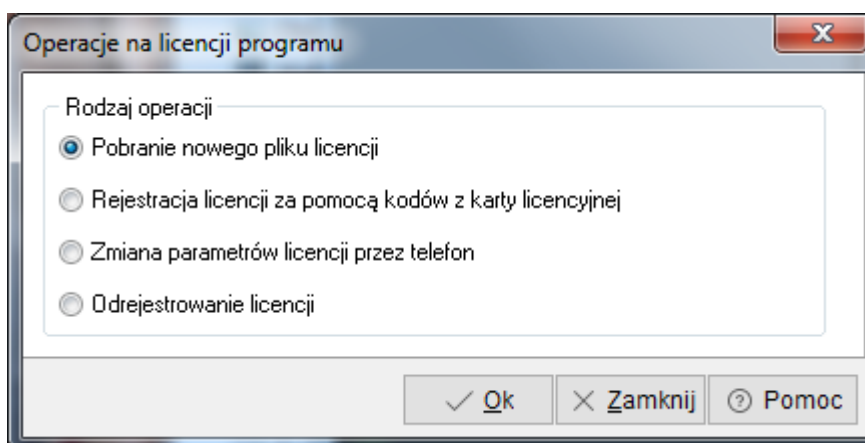 Operacje na licencji programu
Rodzaj operacji
Pobranie nowego pliku licencji
Rejestracja licencji za pomocą kodów z karty licencyjnej
Zmiana parametrów licencji przez telefon
Odrejestrowanie licencji
Ok Zamknij Pomoc